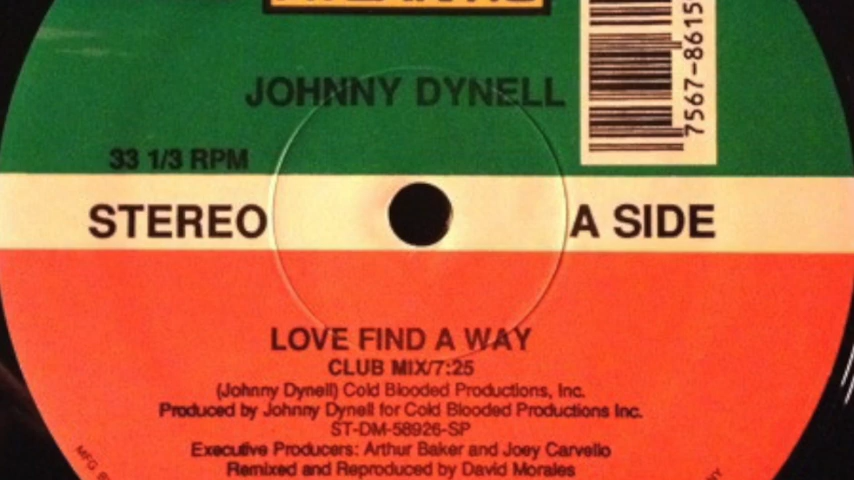 JOHNNY DYNELL
7567-8615
33 1/3 RPM
STEREO
A SIDE
LOVE FIND A WAY
CLUB MIX/7:25
(Johnny Dynell) Cold Blooded Productions, Inc.
Produced by Johnny Dynell for Cold Blooded Productions Inc.
ST-DM-58926-SP
Executive Producers: Arthur Baker and Joey Carvello
Remixed and Reproduced by David Morales
MFG
NY